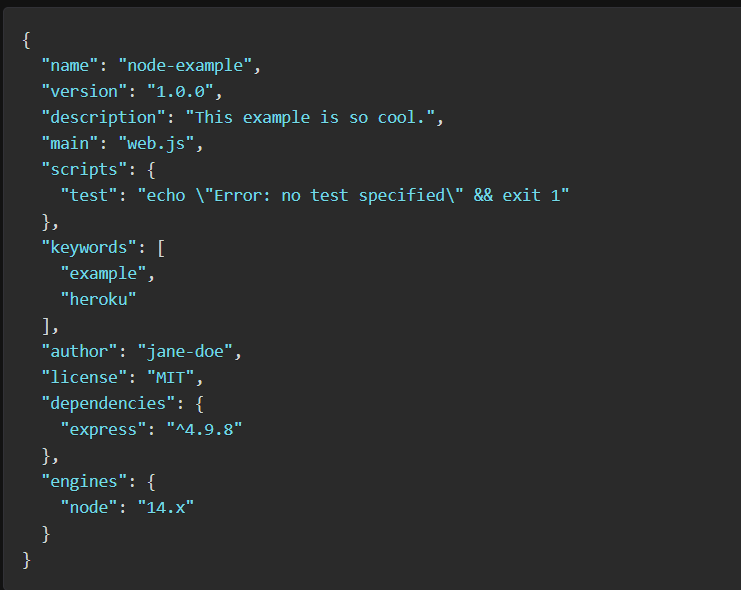 {
  "name": "node-example",
  "version": "1.0.0",
  "description": "This example is so cool.",
  "main": "web.js",
  "scripts": {
    "test": "echo \"Error: no test specified\" && exit 1"
  },
  "keywords": [
    "example",
    "heroku"
  ],
  "author": "jane-doe",
  "license": "MIT",
  "dependencies": {
    "express": "^4.9.8"
  },
  "engines": {
    "node": "14.x"
  }
}